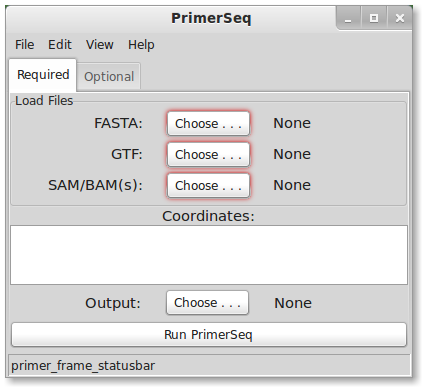 PrimerSeq
File Edit View Help
Required Optional
Load Files
FASTA: Choose . . . None
GTF: Choose . . . None
SAM/BAM(s): Choose . . . None
Coordinates:
Output: Choose . . . None
Run PrimerSeq
primer_frame_statusbar